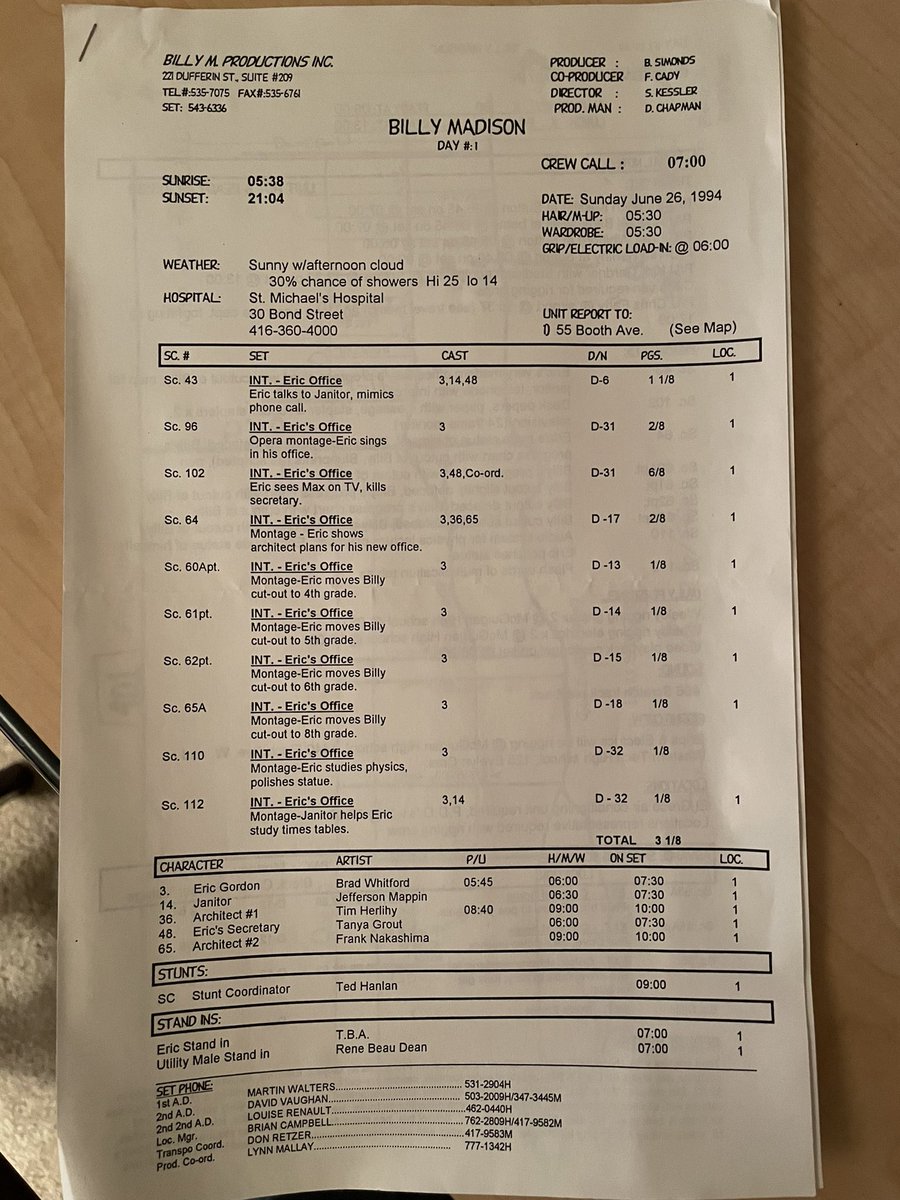 BILLY M. PRODUCTIONS INC.
221 DUFFERIN ST., SUITE #209
TEL#:535-7075 FAX#:535-6761
SET: 543-6336
PRODUCER : B. SIMONDS
CO-PRODUCER F. CADY
DIRECTOR : S. KESSLER
PROD. MAN : D. CHAPMAN
BILLY MADISON
DAY #: 1
CREW CALL : 07:00
SUNRISE: 05:38
SUNSET: 21:04
DATE: Sunday June 26, 1994
HAIR/M-UP: 05:30
WARDROBE: 05:30
GRIP/ELECTRIC LOAD-IN: @ 06:00
WEATHER: Sunny w/afternoon cloud
30% chance of showers Hi 25 lo 14
HOSPITAL: St. Michael's Hospital
30 Bond Street
416-360-4000
UNIT REPORT TO:
1) 55 Booth Ave. (See Map)
SC. # SET CAST D/N PGS. LOC.
Sc. 43 INT. - Eric Office 3,14,48 D-6 1 1/8 1
Eric talks to Janitor, mimics
phone call.
Sc. 96 INT. - Eric's Office 3 D-31 2/8 1
Opera montage-Eric sings
in his office.
Sc. 102 INT. - Eric's Office 3,48,Co-ord. D-31 6/8 1
Eric sees Max on TV, kills
secretary.
Sc. 64 INT. - Eric's Office 3,36,65 D -17 2/8 1
Montage - Eric shows
architect plans for his new office.
Sc. 60Apt. INT. - Eric's Office 3 D -13 1/8 1
Montage-Eric moves Billy
cut-out to 4th grade.
Sc. 61pt. INT. - Eric's Office 3 D -14 1/8 1
Montage-Eric moves Billy
cut-out to 5th grade.
Sc. 62pt. INT. - Eric's Office 3 D -15 1/8 1
Montage-Eric moves Billy
cut-out to 6th grade.
Sc. 65A INT. - Eric's Office 3 D -18 1/8 1
Montage-Eric moves Billy
cut-out to 8th grade.
Sc. 110 INT. - Eric's Office 3 D -32 1/8
Montage-Eric studies physics,
polishes statue.
Sc. 112 INT. - Eric's Office 3,14 D - 32 1/8 1
Montage-Janitor helps Eric
study times tables.
TOTAL 3 1/8
CHARACTER ARTIST P/U H/M/W ON SET LOC.
3. Eric Gordon Brad Whitford 05:45 06:00 07:30 1
14. Janitor Jefferson Mappin 06:30 07:30 1
36. Architect #1 Tim Herlihy 08:40 09:00 10:00 1
48. Eric's Secretary Tanya Grout 06:00 07:30 1
65. Architect #2 Frank Nakashima 09:00 10:00 1
STUNTS:
SC Stunt Coordinator Ted Hanlan 09:00 1
STAND INS:
Eric Stand in T.B.A. 07:00 1
Utility Male Stand in Rene Beau Dean 07:00 1
SET PHONE:
1st A.D. MARTIN WALTERS 531-2904H
2nd A.D. DAVID VAUGHAN 503-2009H/347-3445M
2nd 2nd A.D. LOUISE RENAULT 462-0440H
Loc. Mgr. BRIAN CAMPBELL 762-2809H/417-9582M
Transpo Coord. DON RETZER 417-9583M
Prod. Co-ord. LYNN MALLAY 777-1342H